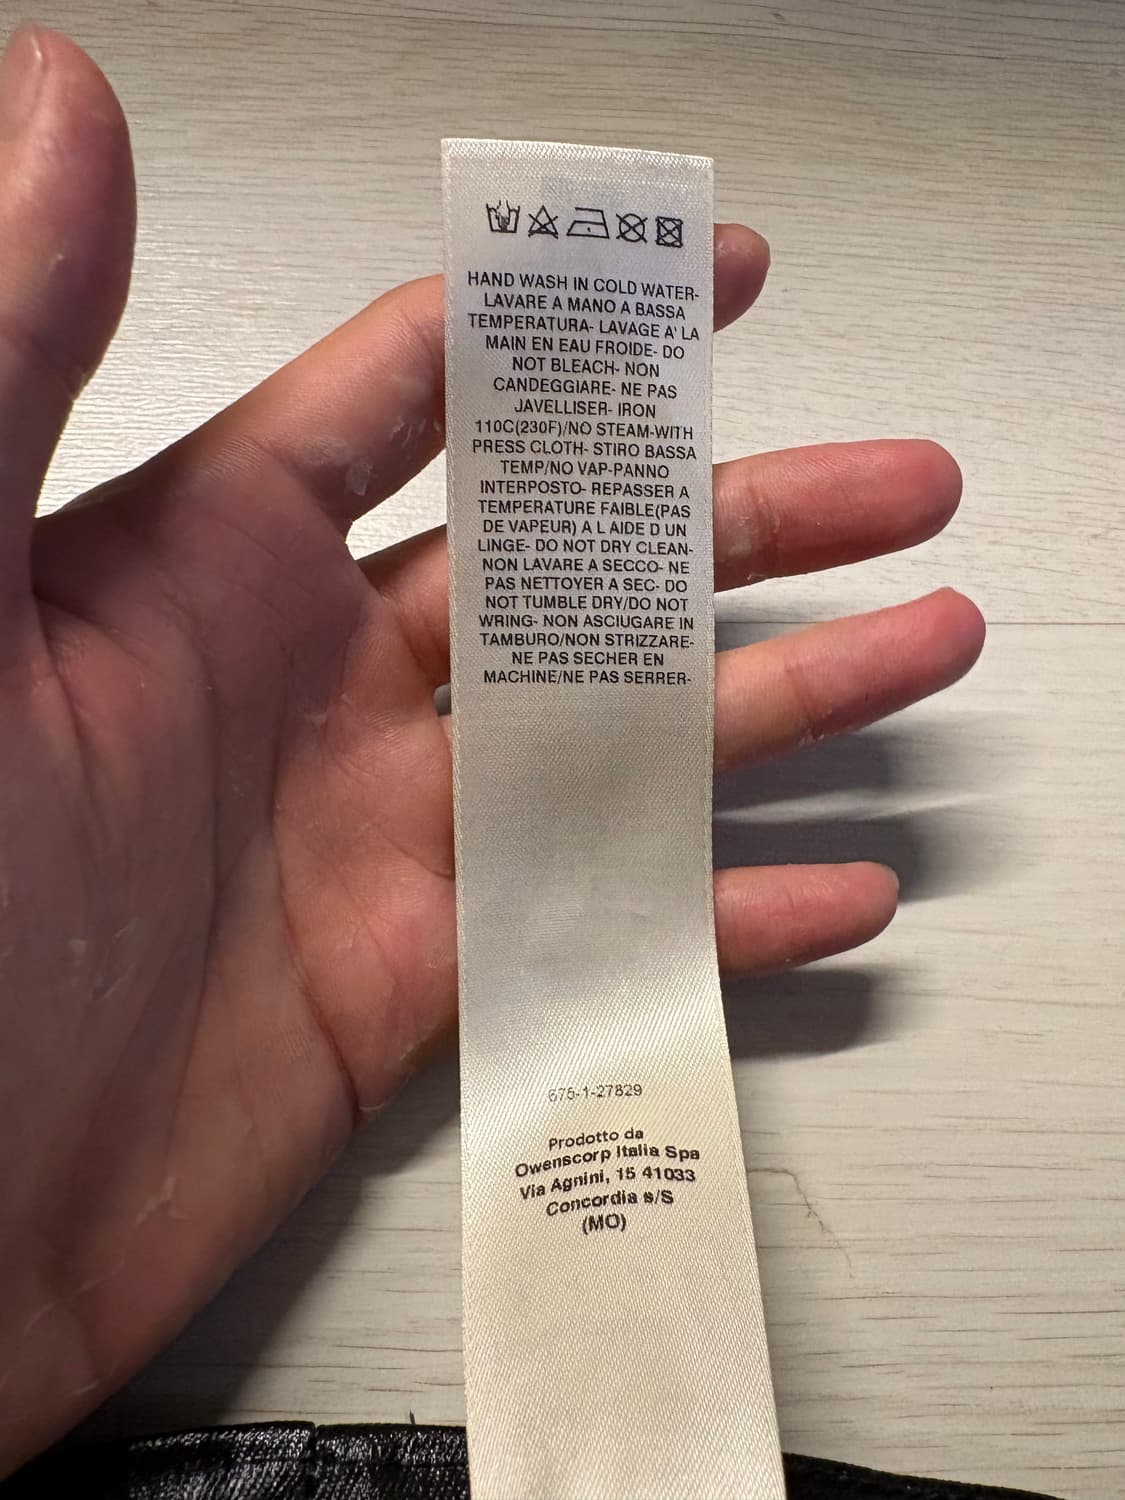 HAND WASH IN COLD WATER-
LAVARE A MANO A BASSA
TEMPERATURA- LAVAGE A' LA
MAIN EN EAU FROIDE- DO
NOT BLEACH- NON
CANDEGGIARE- NE PAS
JAVELLISER- IRON
110C(230F)/NO STEAM-WITH
PRESS CLOTH- STIRO BASSA
TEMP/NO VAP-PANNO
INTERPOSTO- REPASSER A
TEMPERATURE FAIBLE(PAS
DE VAPEUR) A L AIDE D UN
LINGE- DO NOT DRY CLEAN-
NON LAVARE A SECCO- NE
PAS NETTOYER A SEC- DO
NOT TUMBLE DRY/DO NOT
WRING- NON ASCIUGARE IN
TAMBURO/NON STRIZZARE-
NE PAS SECHER EN
MACHINE/NE PAS SERRER-
675-1-27829
Prodotto da
Owenscorp Italia Spa
Via Agnini, 15 41033
Concordia s/S
(MO)